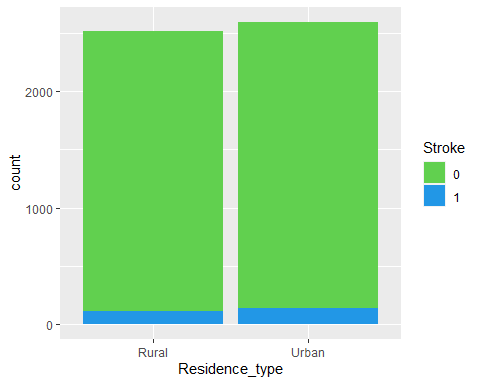 count
2000
1000
0
Rural
Urban
Residence_type
Stroke
0
1